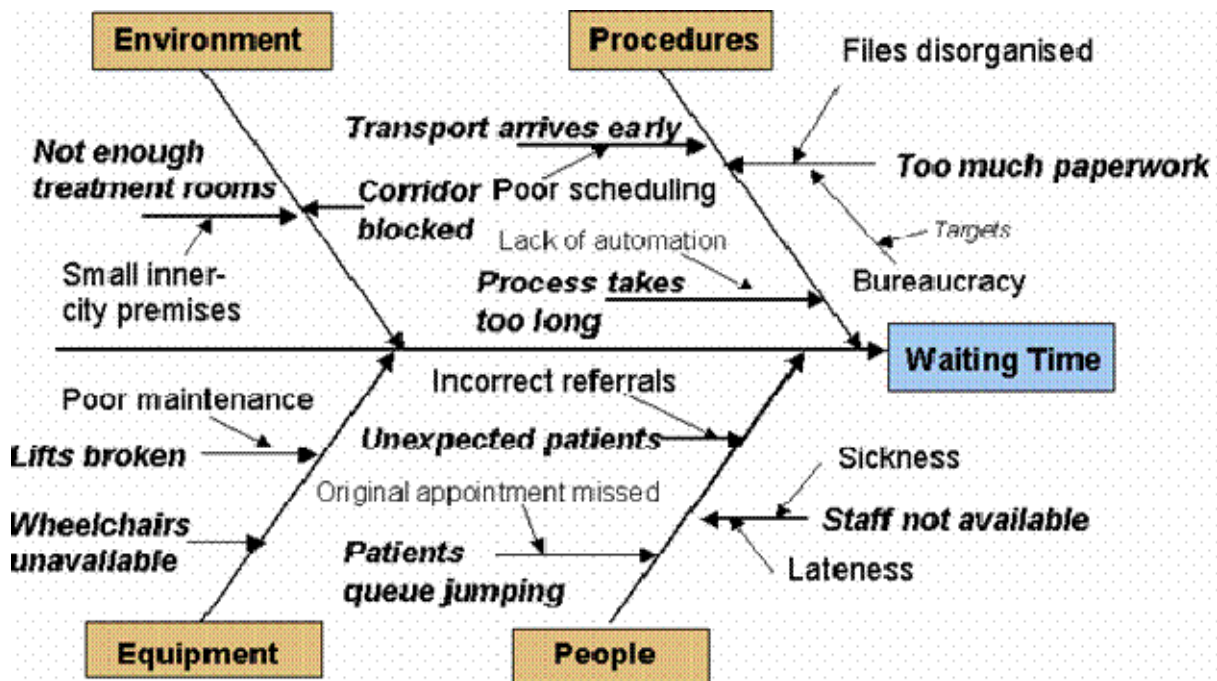 Environment
Procedures
Files disorganised
Transport arrives early
Not enough
treatment rooms
Corridor
blocked
Poor scheduling
Too much paperwork
Lack of automation
Targets
Small inner-
city premises
Process takes
too long
Bureaucracy
Waiting Time
Poor maintenance
Incorrect referrals
Lifts broken
Unexpected patients
Sickness
Original appointment missed
Wheelchairs
unavailable
Staff not available
Patients
queue jumping
Lateness
Equipment
People